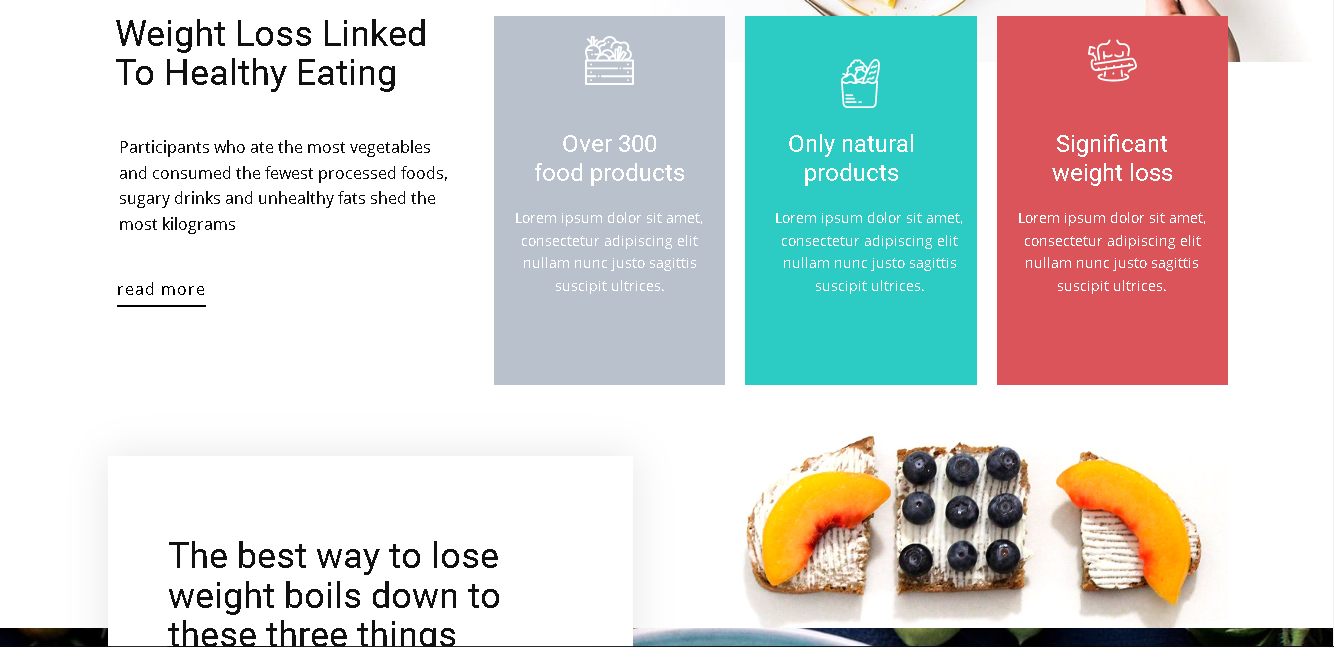 Weight Loss Linked
To Healthy Eating
Participants who ate the most vegetables
and consumed the fewest processed foods,
sugary drinks and unhealthy fats shed the
most kilograms
read more
Over 300
food products
Lorem ipsum dolor sit amet,
consectetur adipiscing elit
nullam nunc justo sagittis
suscipit ultrices.
Only natural
products
Lorem ipsum dolor sit amet,
consectetur adipiscing elit
nullam nunc justo sagittis
suscipit ultrices.
Significant
weight loss
Lorem ipsum dolor sit amet,
consectetur adipiscing elit
nullam nunc justo sagittis
suscipit ultrices.
The best way to lose
weight boils down to
these three things